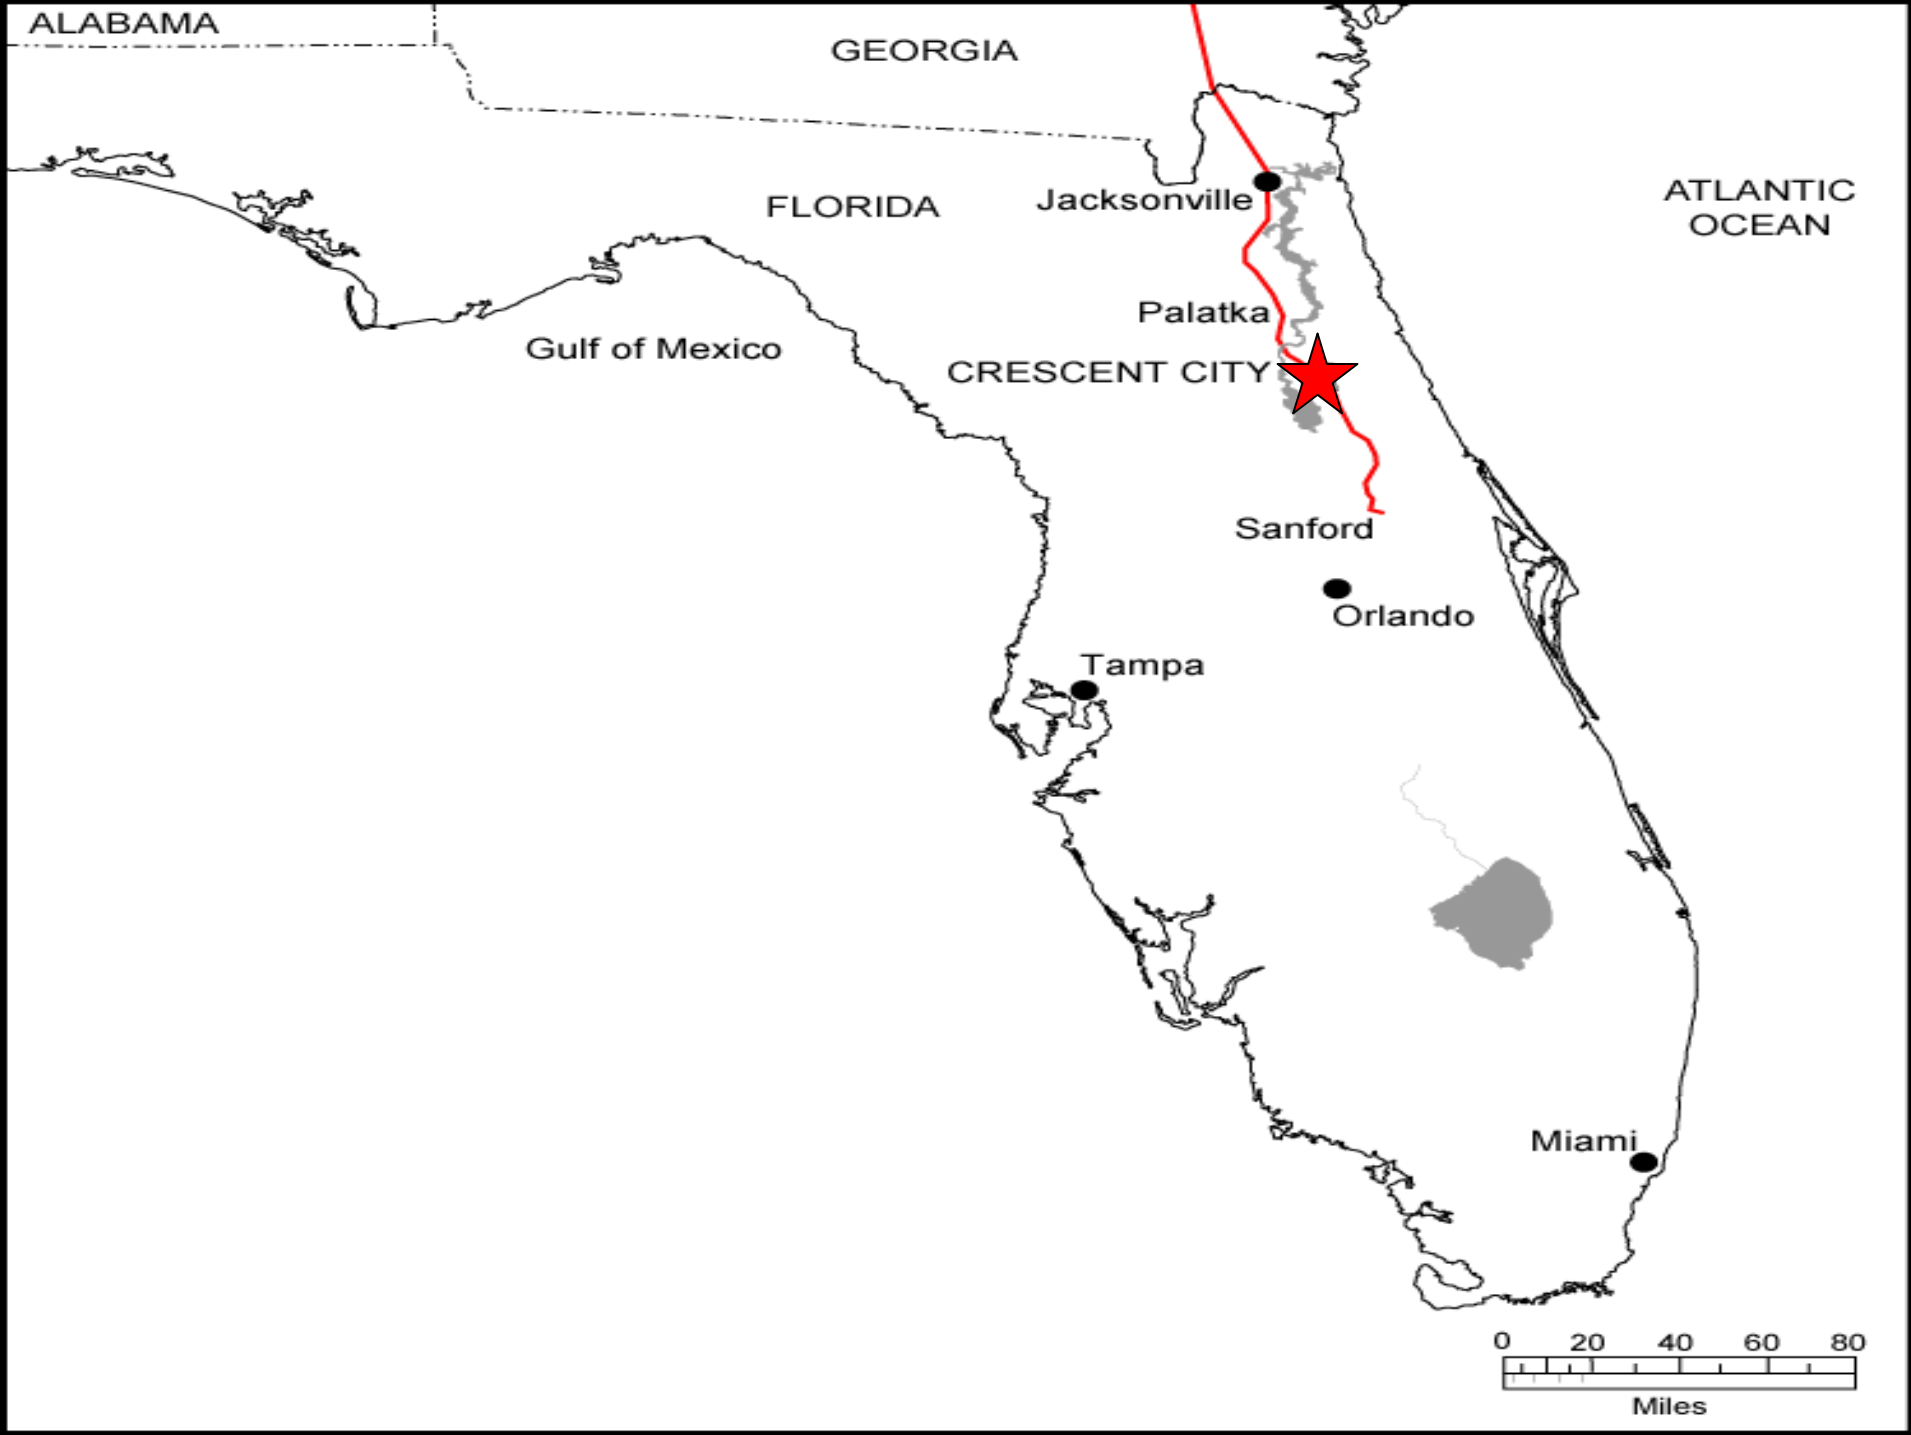 ALABAMA
GEORGIA
FLORIDA
Jacksonville
ATLANTIC
OCEAN
Palatka
Gulf of Mexico
CRESCENT CITY
Sanford
Orlando
Tampa
Miami
0 20 40 60 80
Miles